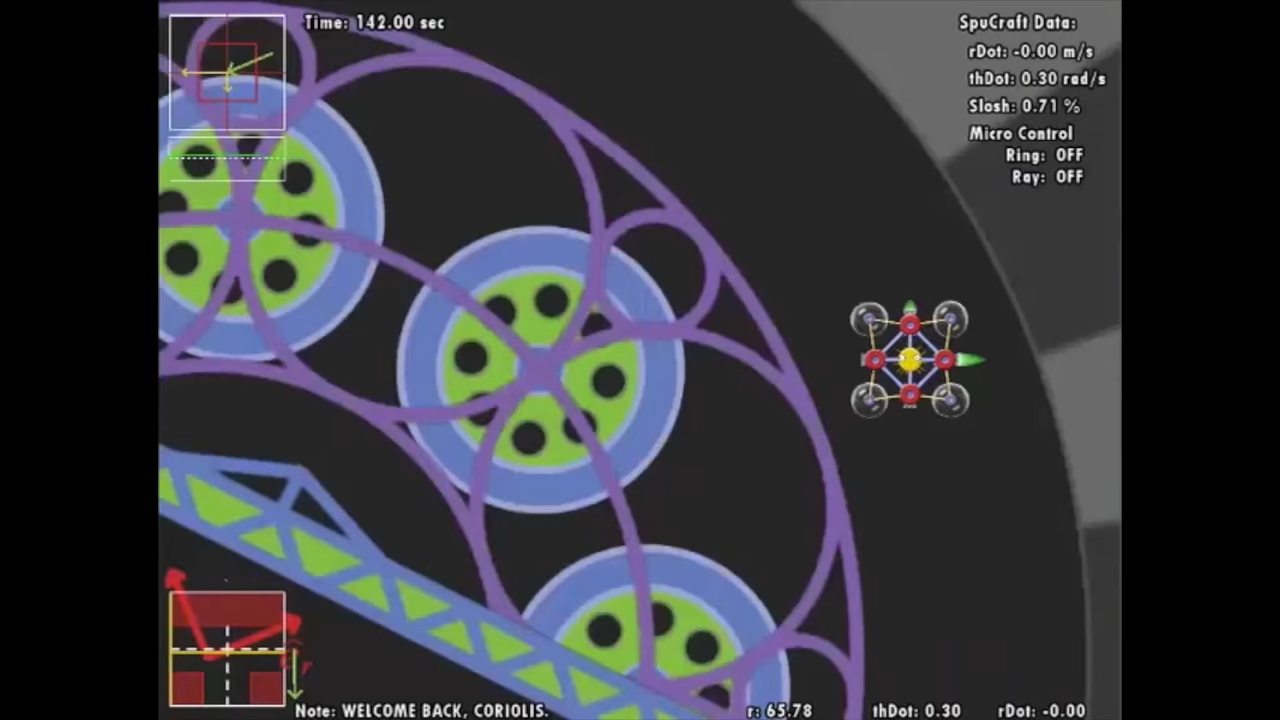 Time: 142.00 sec
SpuCraft Data:
rDot: -0.00 m/s
thDot: 0.30 rad/s
Slosh: 0.71 %
Micro Control
Ring: OFF
Ray: OFF
r
Note: WELCOME BACK, CORIOLIS.
r: 65.78
thDot: 0.30
rDot: -0.00